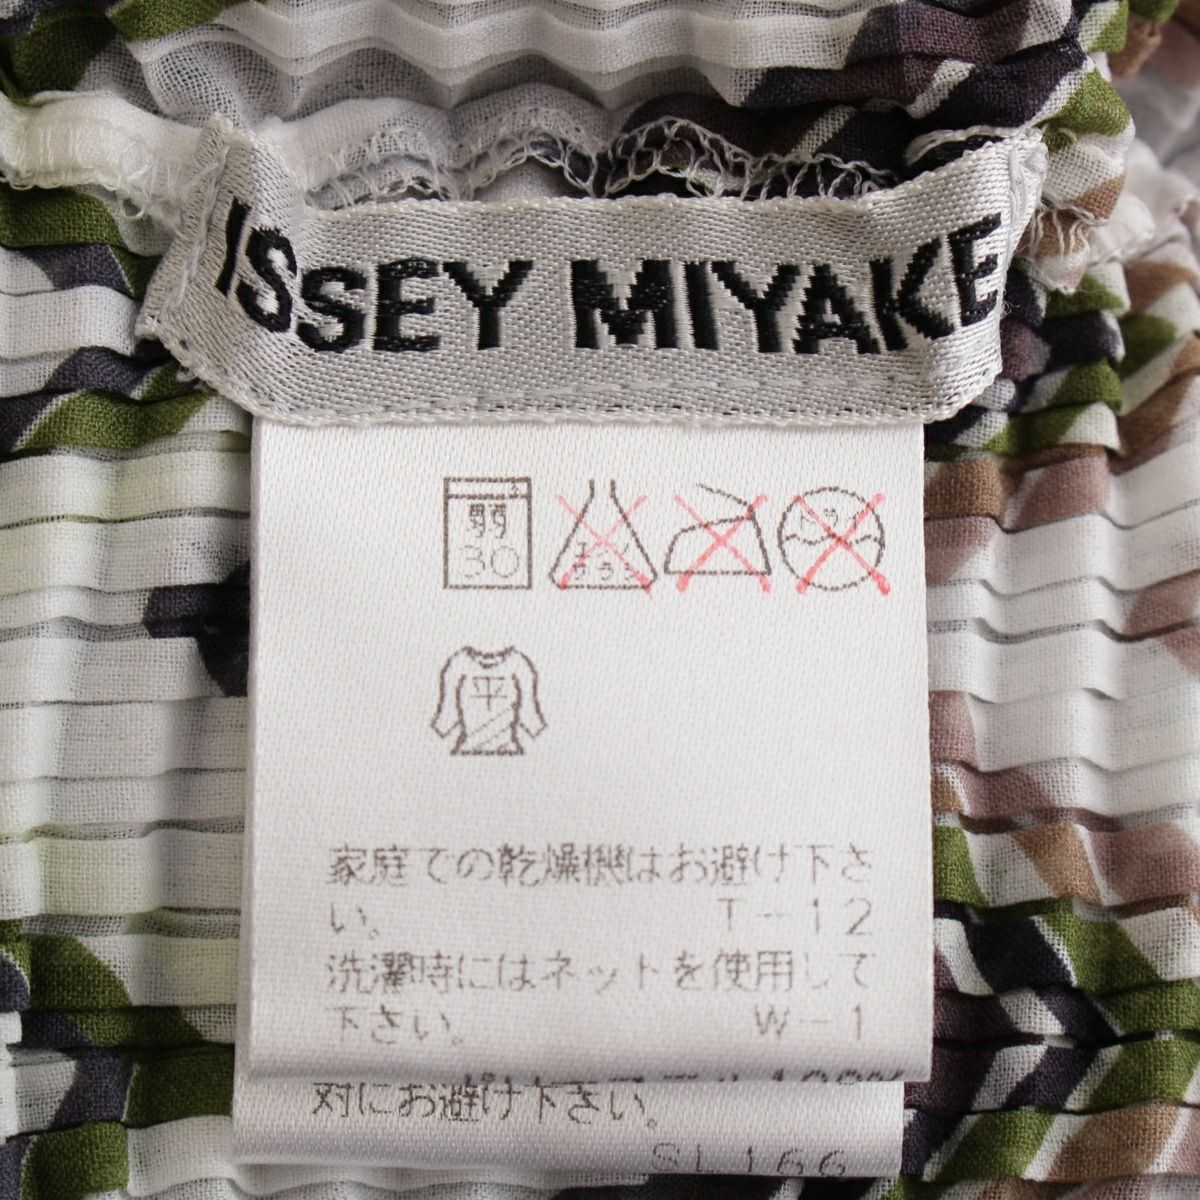 ISSEY MIYAKE
弱
30
平
家庭での乾燥機はお避け下さ
い。 T-12
洗濯時にはネットを使用して
下さい。 W-1
100%
対にお避け下さい。
SL166